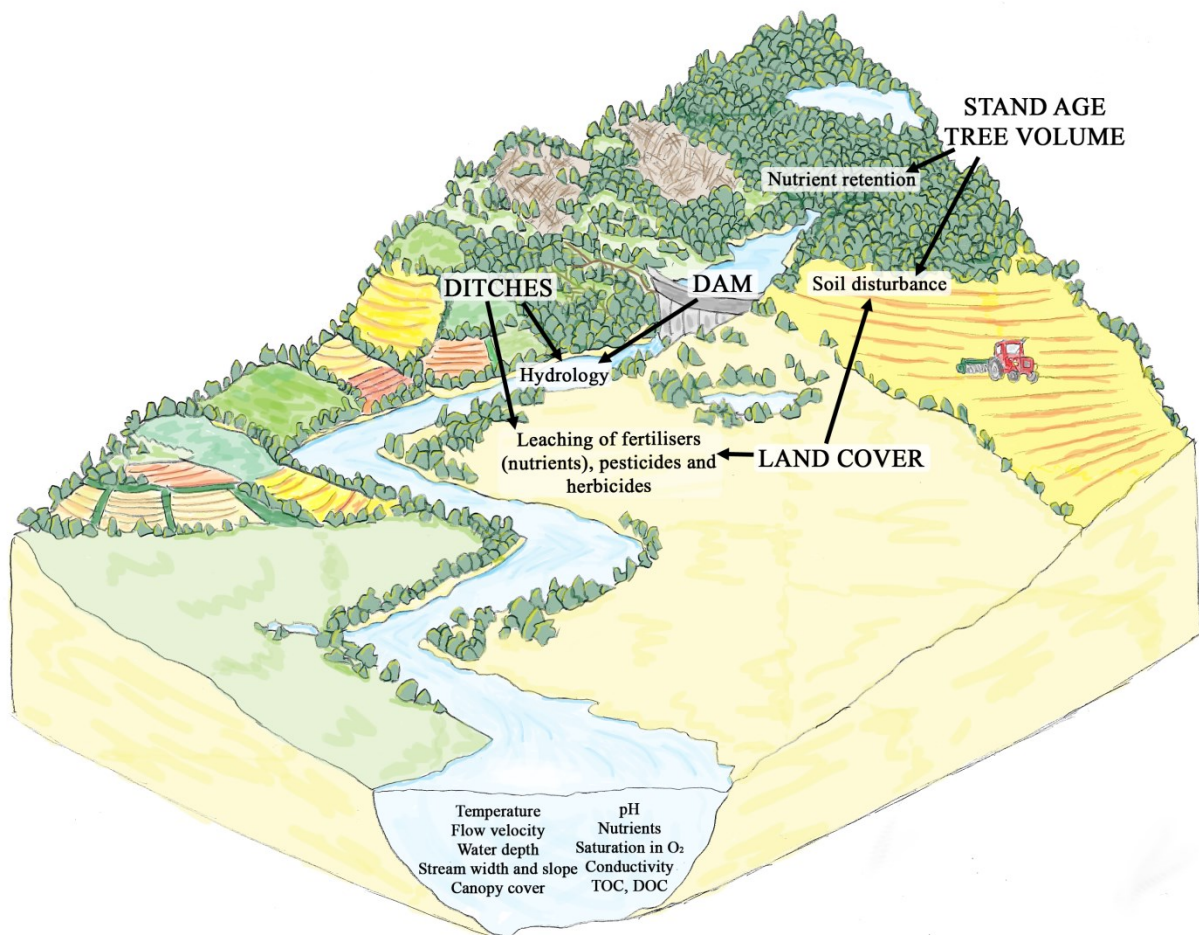 STAND AGE
TREE VOLUME
Nutrient retention
DITCHES
DAM
Soil disturbance
Hydrology
Leaching of fertilisers
(nutrients), pesticides and
herbicides
LAND COVER
Temperature
Flow velocity
Water depth
Stream width and slope
Canopy cover
pH
Nutrients
Saturation in O₂
Conductivity
TOC, DOC